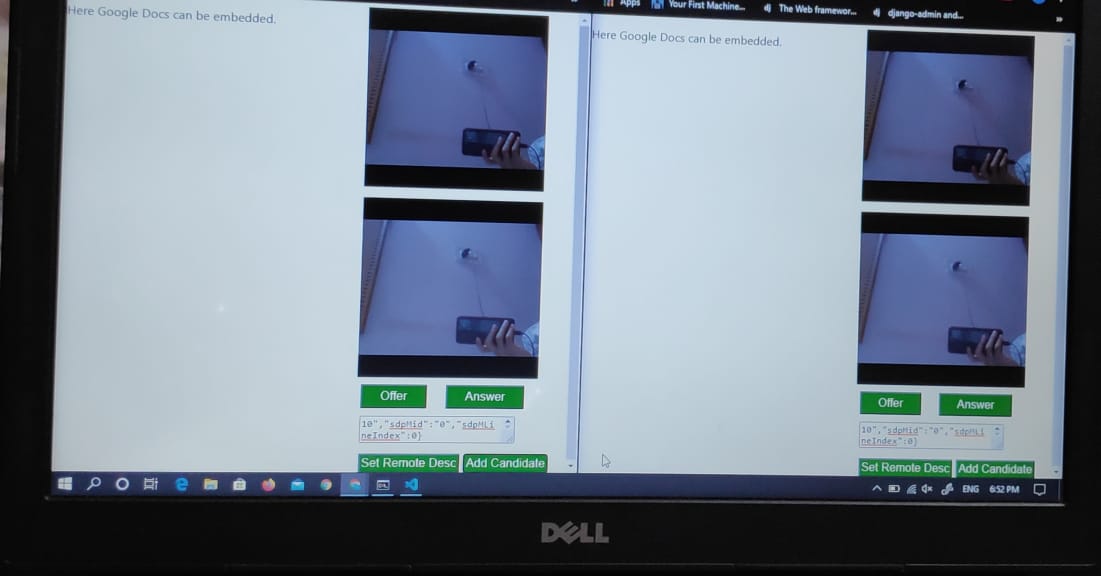 Apps
Your First Machine...
The Web framewor...
django-admin and...
»
Here Google Docs can be embedded.
Here Google Docs can be embedded.
Offer
Answer
10","sdpMid":"0","sdpMLi
neIndex":0}
Set Remote Desc
Add Candidate
Offer
Answer
10","sdpMid":"0","sdpMLi
neIndex":0}
Set Remote Desc
Add Candidate
ENG
6:52 PM
DELL